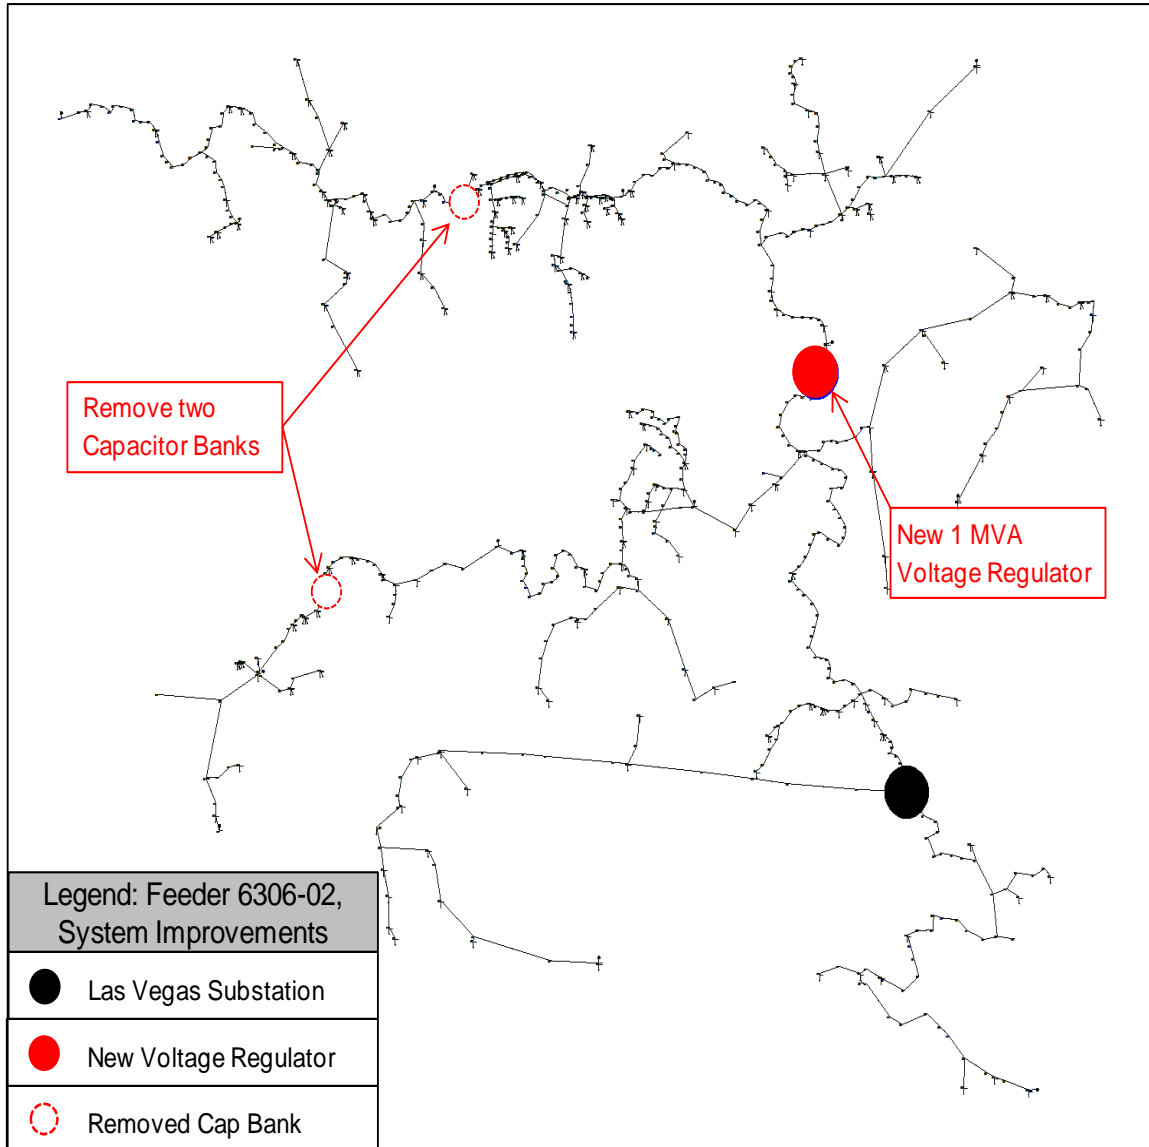 Remove two
Capacitor Banks
New 1 MVA
Voltage Regulator
Legend: Feeder 6306-02,
System Improvements
Las Vegas Substation
New Voltage Regulator
Removed Cap Bank